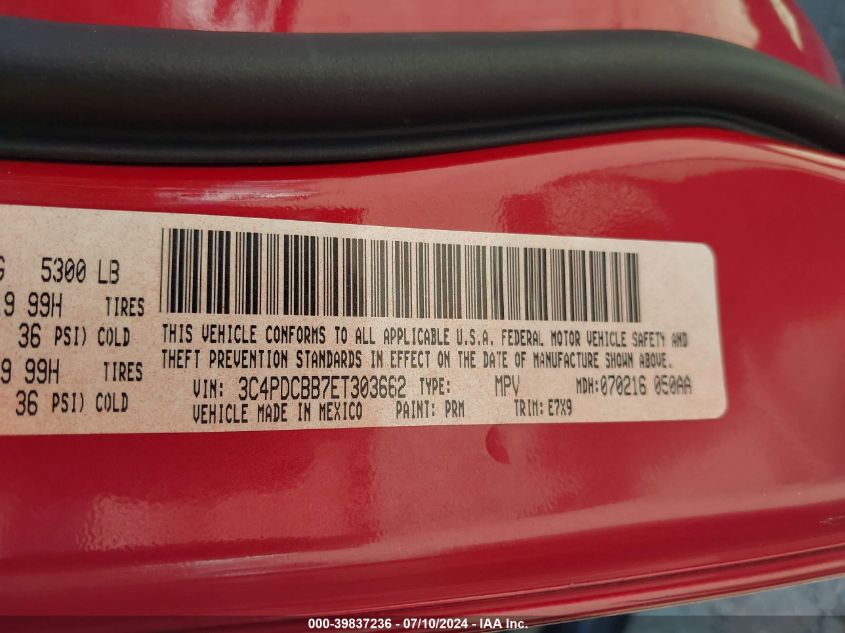 G 5300 LB
9 99H TIRES
36 PSI) COLD
9 99H TIRES
36 PSI) COLD
THIS VEHICLE CONFORMS TO ALL APPLICABLE U.S.A. FEDERAL MOTOR VEHICLE SAFETY AND
THEFT PREVENTION STANDARDS IN EFFECT ON THE DATE OF MANUFACTURE SHOWN ABOVE.
VIN: 3C4PDCBB7ET303662 TYPE: MPV MDH:070216 050AA
VEHICLE MADE IN MEXICO PAINT: PRM TRIM: E7X9
000-39837236 - 07/10/2024 - IAA Inc.